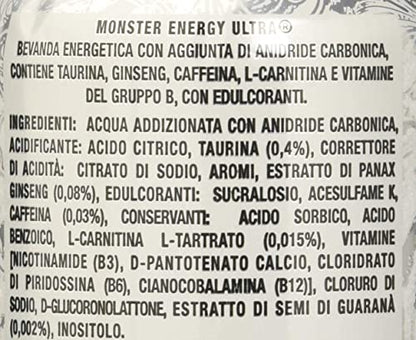 MONSTER ENERGY ULTRA®
BEVANDA ENERGETICA CON AGGIUNTA DI ANIDRIDE CARBONICA,
CONTIENE TAURINA, GINSENG, CAFFEINA, L-CARNITINA E VITAMINE
DEL GRUPPO B, CON EDULCORANTI.
INGREDIENTI: ACQUA ADDIZIONATA CON ANIDRIDE CARBONICA,
ACIDIFICANTE: ACIDO CITRICO, TAURINA (0,4%), CORRETTORE
DI ACIDITÀ: CITRATO DI SODIO, AROMI, ESTRATTO DI PANAX
GINSENG (0,08%), EDULCORANTI: SUCRALOSIO, ACESULFAME K,
CAFFEINA (0,03%), CONSERVANTI: ACIDO SORBICO, ACIDO
BENZOICO, L-CARNITINA L-TARTRATO (0,015%), VITAMINE
[NICOTINAMIDE (B3), D-PANTOTENATO CALCIO, CLORIDRATO
DI PIRIDOSSINA (B6), CIANOCOBALAMINA (B12)], CLORURO DI
SODIO, D-GLUCORONOLATTONE, ESTRATTO DI SEMI DI GUARANÀ
(0,002%), INOSITOLO.